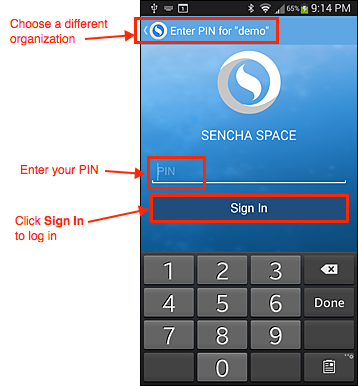 Choose a different
organization
65% 9:14 PM
Enter PIN for "demo"
SENCHA SPACE
Enter your PIN
PIN
Click Sign In
to log in
Sign In
1 2 3
4 5 6 Done
7 8 9
0